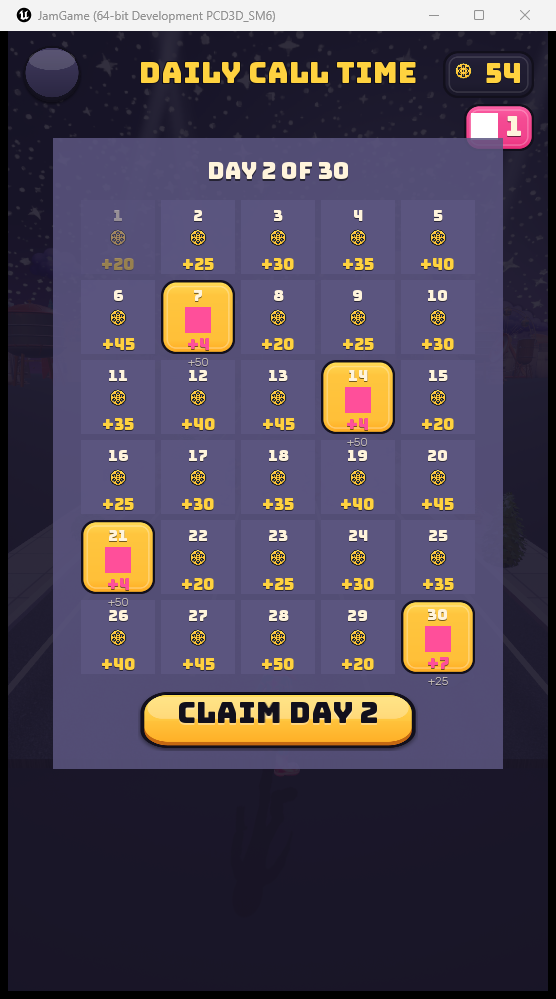 JamGame (64-bit Development PCD3D_SM6)
DAILY CALL TIME
54
1
DAY 2 OF 30
1 2 3 4 5
+20 +25 +30 +35 +40
6 7 8 9 10
+45 +4 +20 +25 +30
+50
11 12 13 14 15
+35 +40 +45 +4 +20
+50
16 17 18 19 20
+25 +30 +35 +40 +45
21 22 23 24 25
+4 +20 +25 +30 +35
+50
26 27 28 29 30
+40 +45 +50 +20 +7
+25
CLAIM DAY 2